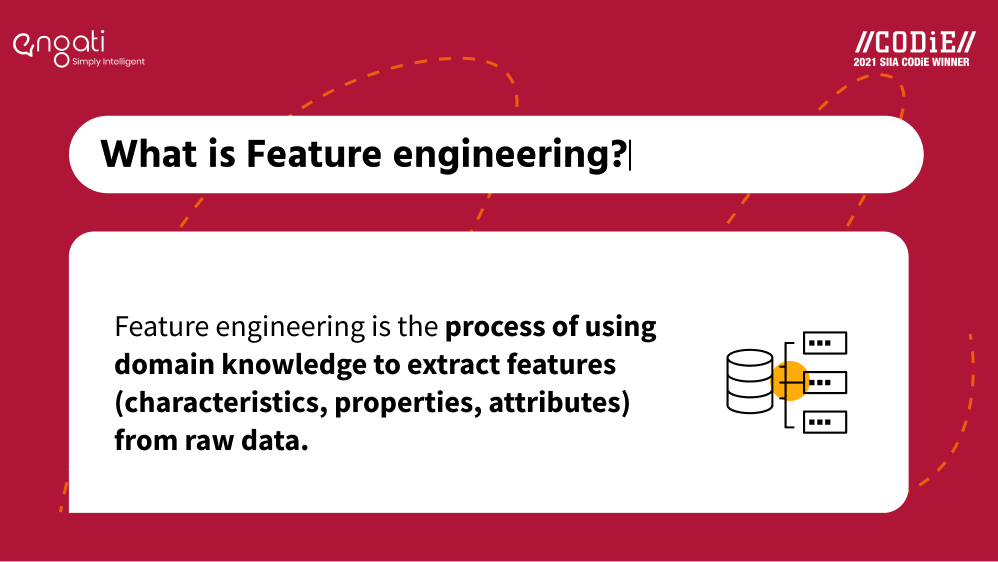 engati
Simply Intelligent
//CODiE//
2021 SIIA CODiE WINNER
What is Feature engineering?
Feature engineering is the process of using
domain knowledge to extract features
(characteristics, properties, attributes)
from raw data.